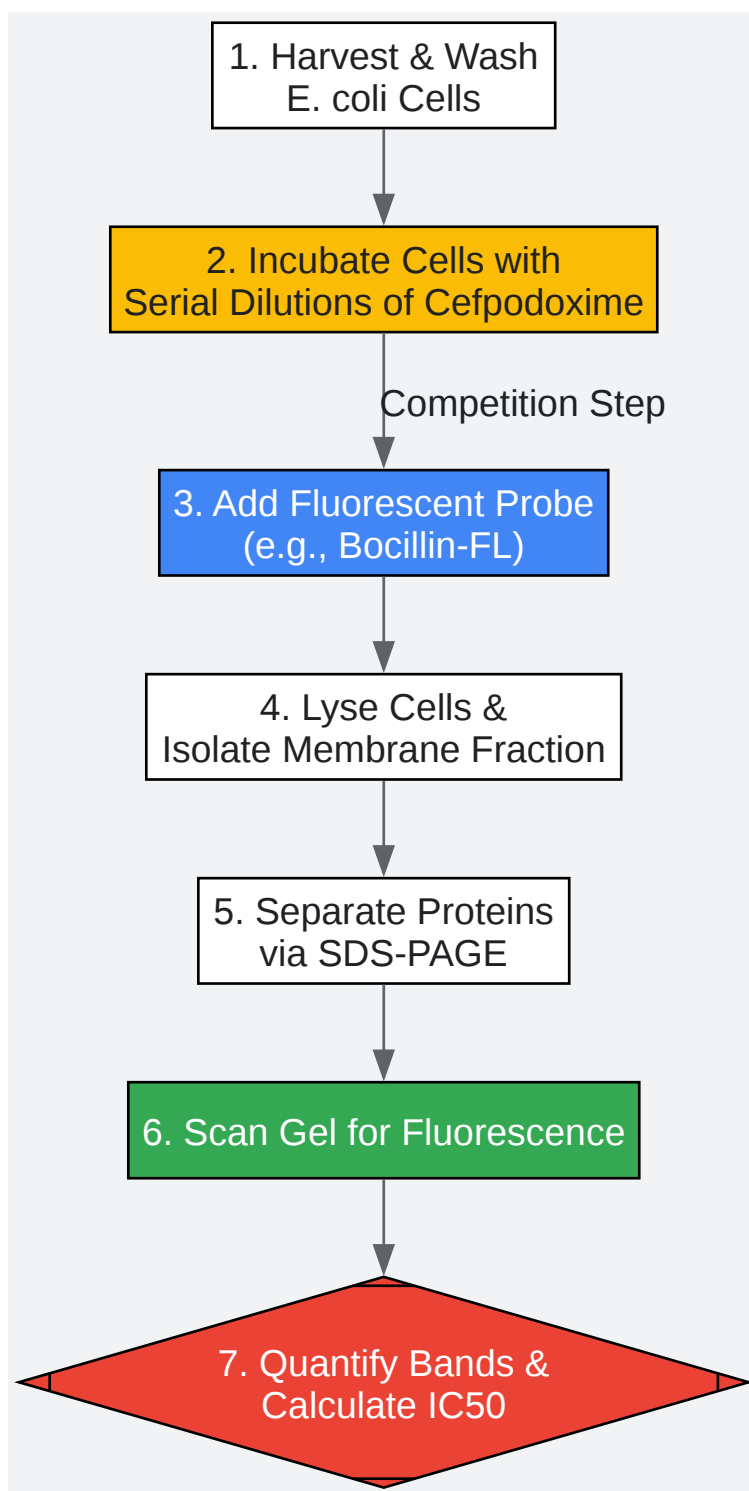 1. Harvest & Wash
E. coli Cells
2. Incubate Cells with
Serial Dilutions of Cefpodoxime
Competition Step
3. Add Fluorescent Probe
(e.g., Bocillin-FL)
4. Lyse Cells &
Isolate Membrane Fraction
5. Separate Proteins
via SDS-PAGE
6. Scan Gel for Fluorescence
7. Quantify Bands &
Calculate IC50